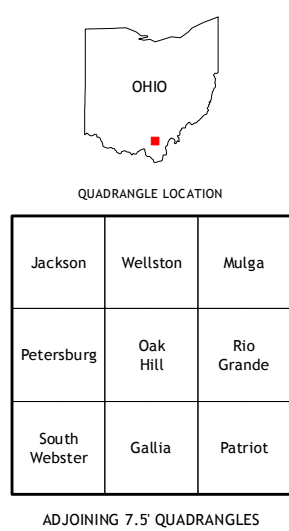 OHIO
QUADRANGLE LOCATION
Jackson Wellston Mulga
Petersburg Oak Hill Rio Grande
South Webster Gallia Patriot
ADJOINING 7.5' QUADRANGLES